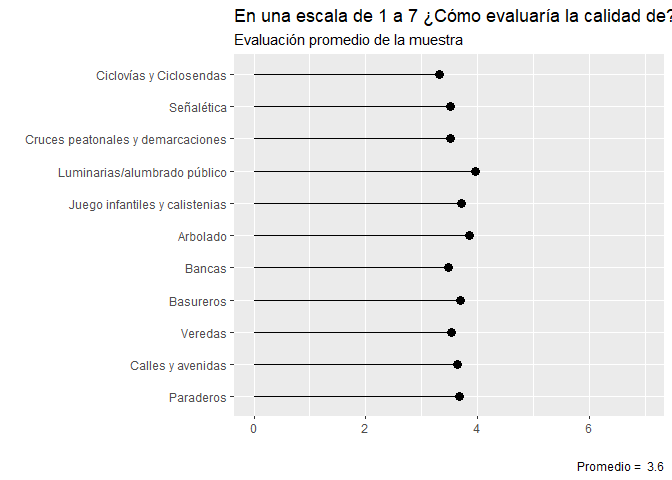 En una escala de 1 a 7 ¿Cómo evaluaría la calidad de?
Evaluación promedio de la muestra
Ciclovías y Ciclosendas
Señalética
Cruces peatonales y demarcaciones
Luminarias/alumbrado público
Juego infantiles y calistenias
Arbolado
Bancas
Basureros
Veredas
Calles y avenidas
Paraderos
0 2 4 6
Promedio = 3.6